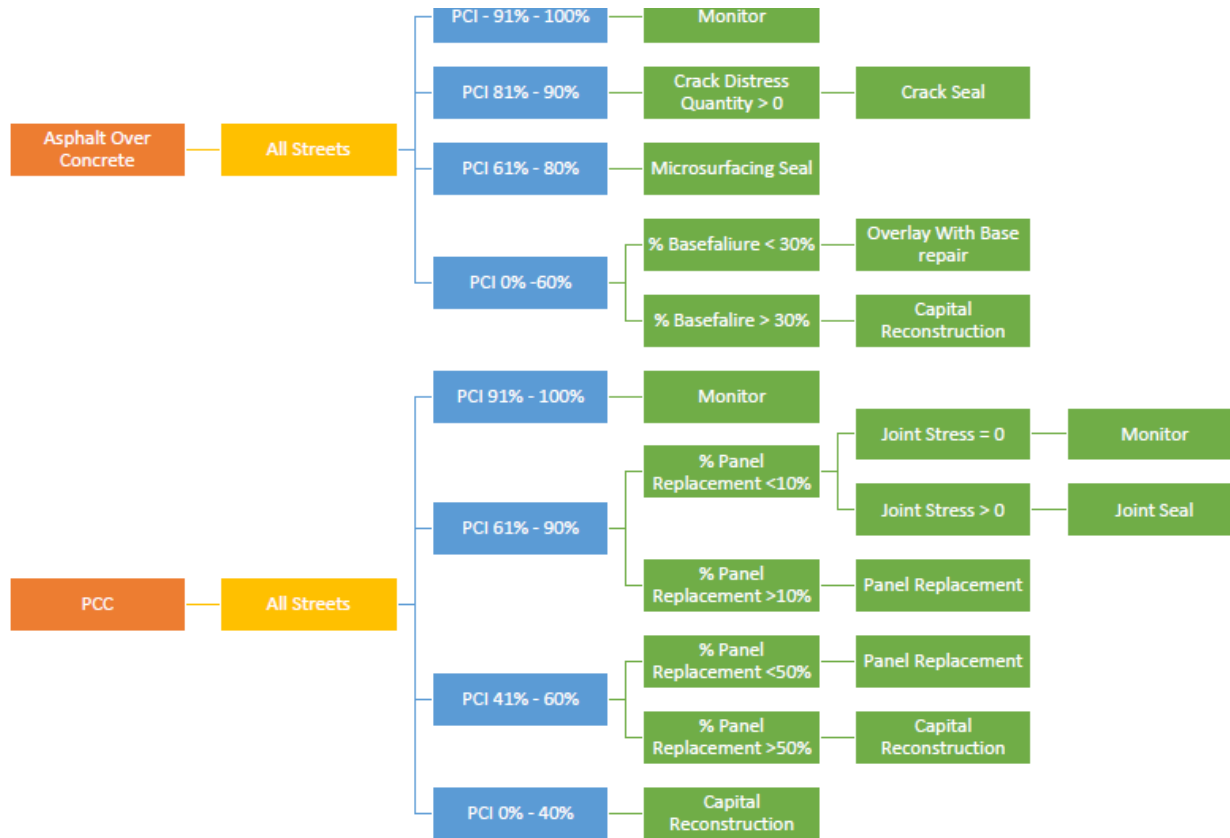 PCI - 91% - 100%
Monitor
PCI 81% - 90%
Crack Distress
Quantity > 0
Crack Seal
Asphalt Over
Concrete
All Streets
PCI 61% - 80%
Microsurfacing Seal
PCI 0% -60%
% Basefaliure < 30%
Overlay With Base
repair
% Basefalire > 30%
Capital
Reconstruction
PCC
All Streets
PCI 91% - 100%
Monitor
PCI 61% - 90%
% Panel
Replacement <10%
Joint Stress = 0
Monitor
Joint Stress > 0
Joint Seal
% Panel
Replacement >10%
Panel Replacement
PCI 41% - 60%
% Panel
Replacement <50%
Panel Replacement
% Panel
Replacement >50%
Capital
Reconstruction
PCI 0% - 40%
Capital
Reconstruction